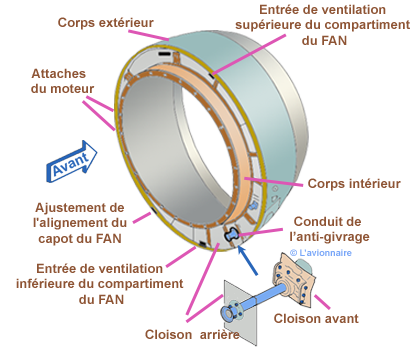 Corps extérieur
Entrée de ventilation
supérieure du compartiment
du FAN
Attaches
du moteur
Avant
Corps intérieur
Ajustement de
l'alignement du
capot du FAN
Conduit de
l'anti-givrage
© L'avionnaire
Entrée de ventilation
inférieure du compartiment
du FAN
Cloison arrière
Cloison avant